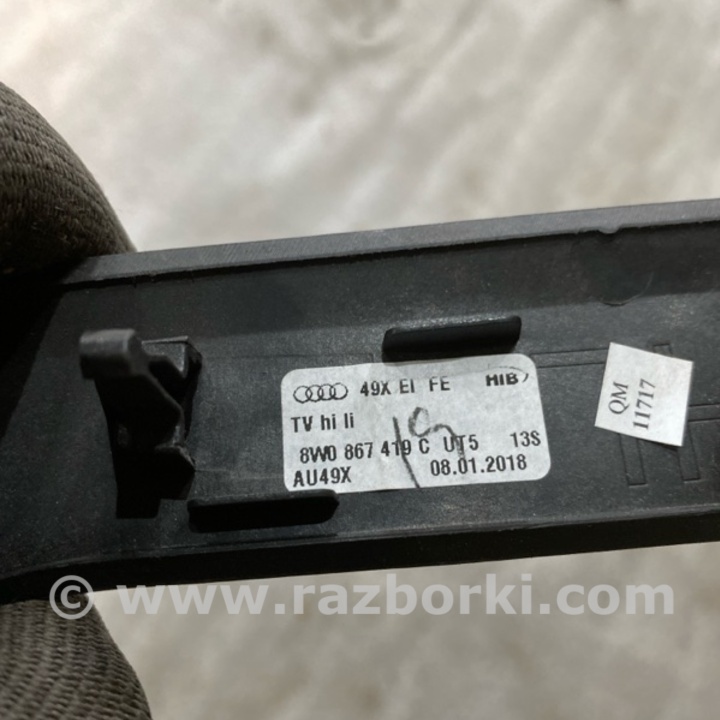 49X EI FE HIB
TV hi li
8W0 867 419 C UT5 13S
AU49X 08.01.2018
QM
11717
© www.razborki.com